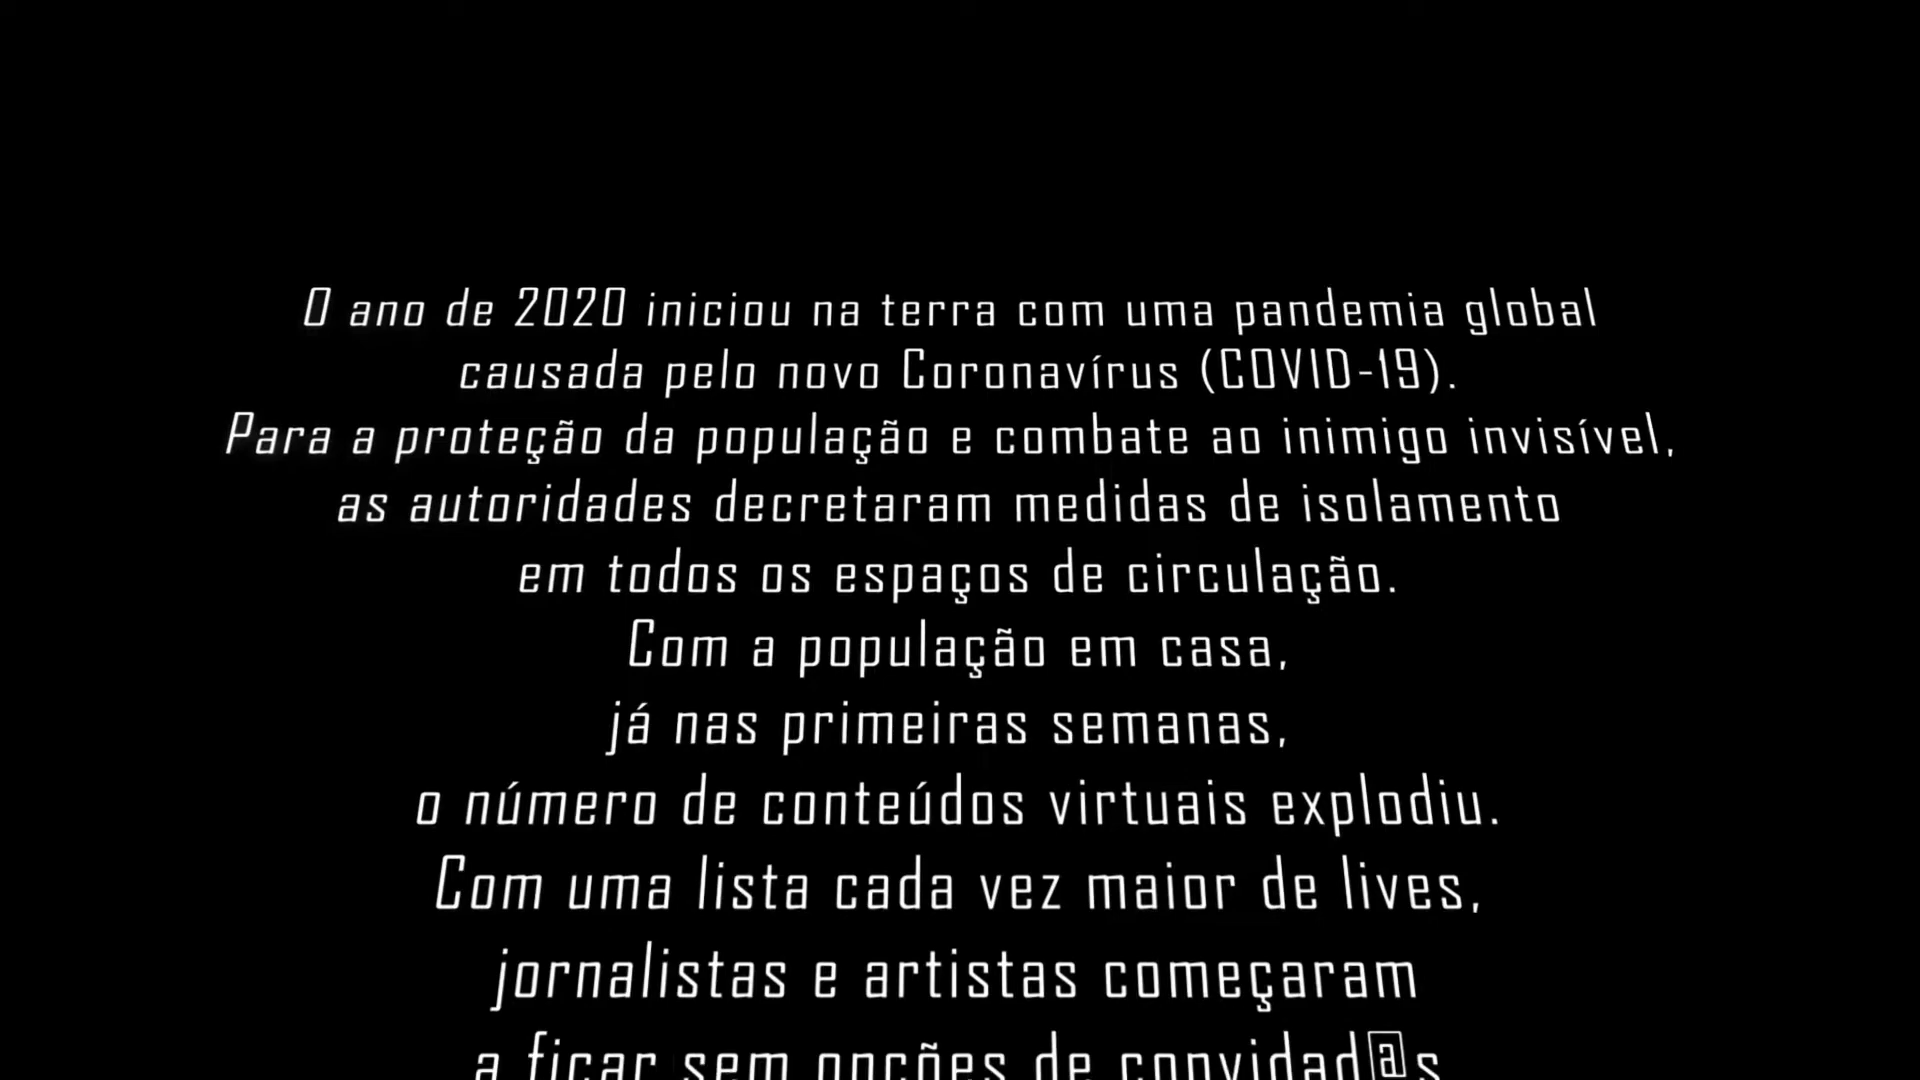 O ano de 2020 iniciou na terra com uma pandemia global
causada pelo novo Coronavírus (COVID-19).
Para a proteção da população e combate ao inimigo invisível,
as autoridades decretaram medidas de isolamento
em todos os espaços de circulação.
Com a população em casa,
já nas primeiras semanas,
o número de conteúdos virtuais explodiu.
Com uma lista cada vez maior de lives,
jornalistas e artistas começaram
a ficar sem opções de convidad@s